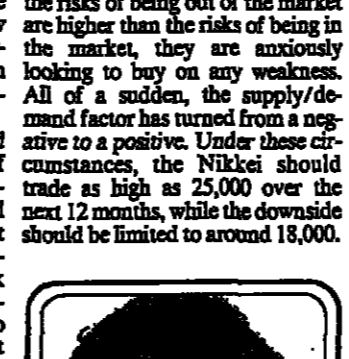 the risks of being out of the market
are higher than the risks of being in
the market, they are anxiously
looking to buy on any weakness.
All of a sudden, the supply/de-
mand factor has turned from a neg-
ative to a positive. Under these cir-
cumstances, the Nikkei should
trade as high as 25,000 over the
next 12 months, while the downside
should be limited to around 18,000.